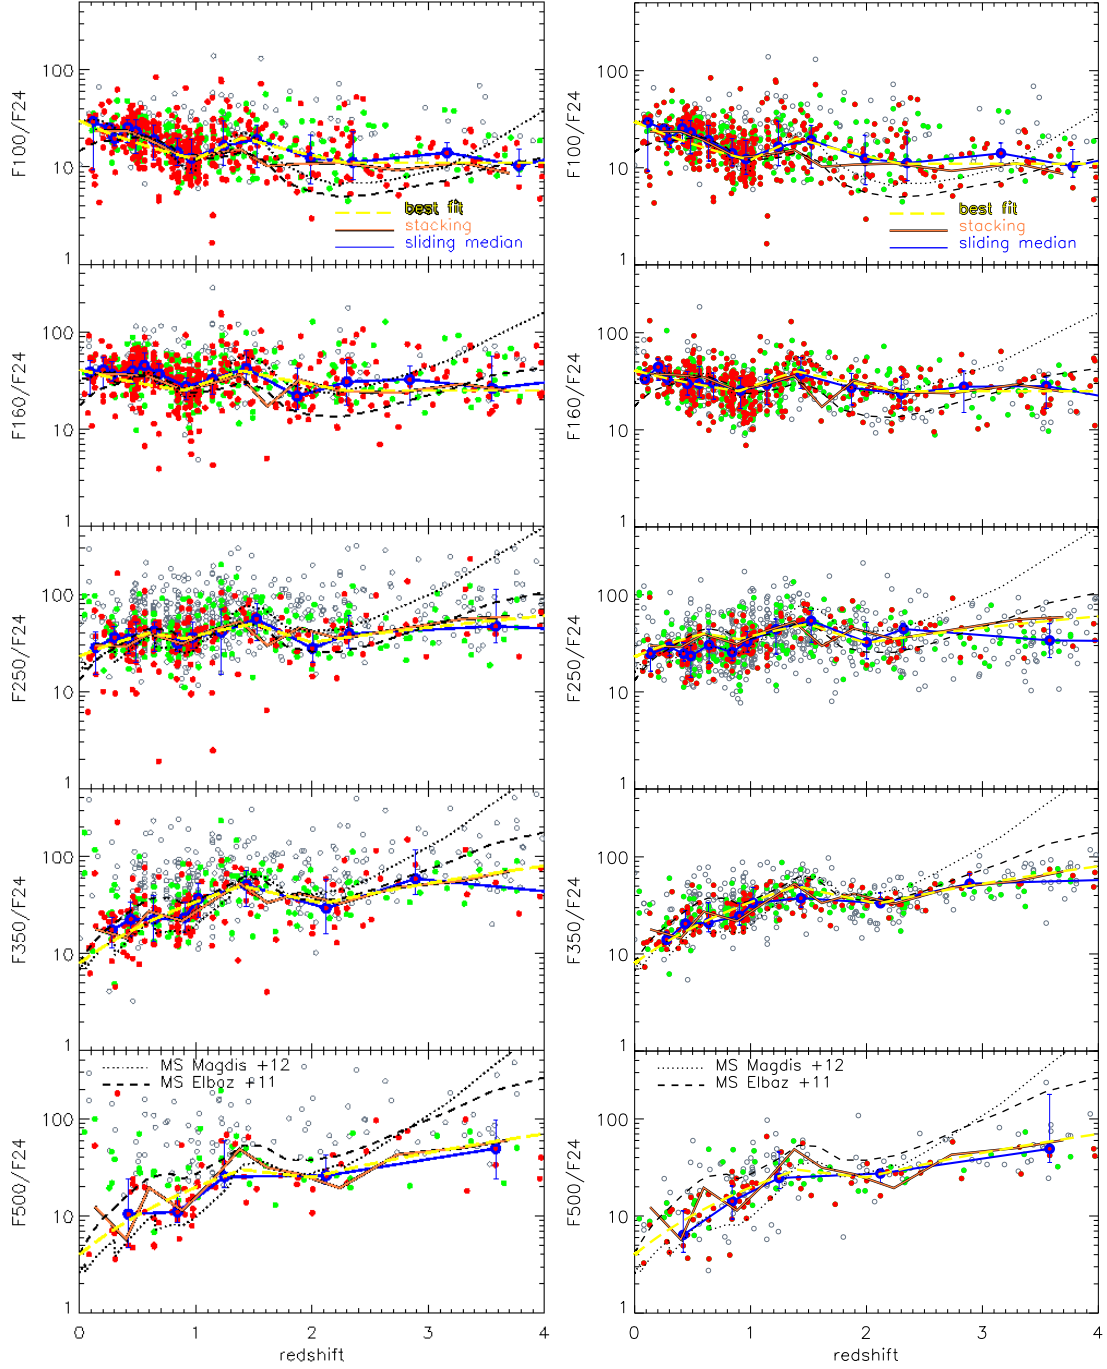 100
10
1
F100/F24
best fit
stacking
sliding median
100
10
1
F100/F24
best fit
stacking
sliding median
100
10
1
F160/F24
100
10
1
F160/F24
100
10
1
F250/F24
100
10
1
F250/F24
100
10
1
F350/F24
100
10
1
F350/F24
100
10
1
F500/F24
MS Magdis +12
MS Elbaz +11
0 1 2 3 4
redshift
100
10
1
F500/F24
MS Magdis +12
MS Elbaz +11
0 1 2 3 4
redshift